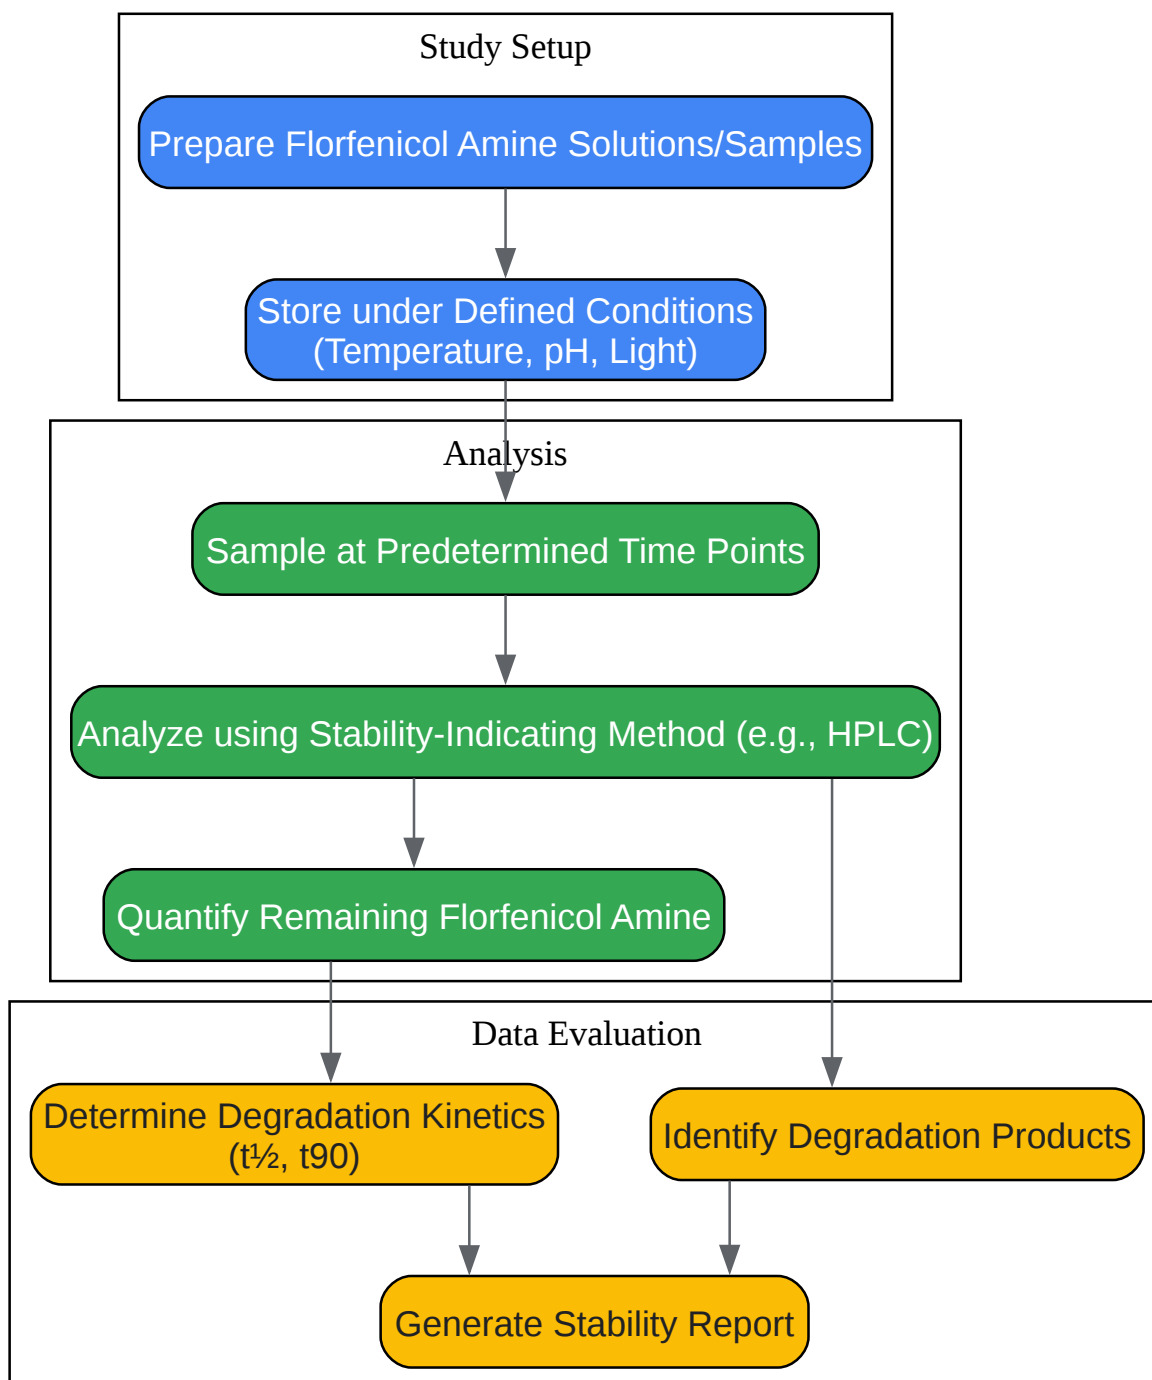 Study Setup
Prepare Florfenicol Amine Solutions/Samples
Store under Defined Conditions
(Temperature, pH, Light)
Analysis
Sample at Predetermined Time Points
Analyze using Stability-Indicating Method (e.g., HPLC)
Quantify Remaining Florfenicol Amine
Data Evaluation
Determine Degradation Kinetics
(t½, t90)
Identify Degradation Products
Generate Stability Report